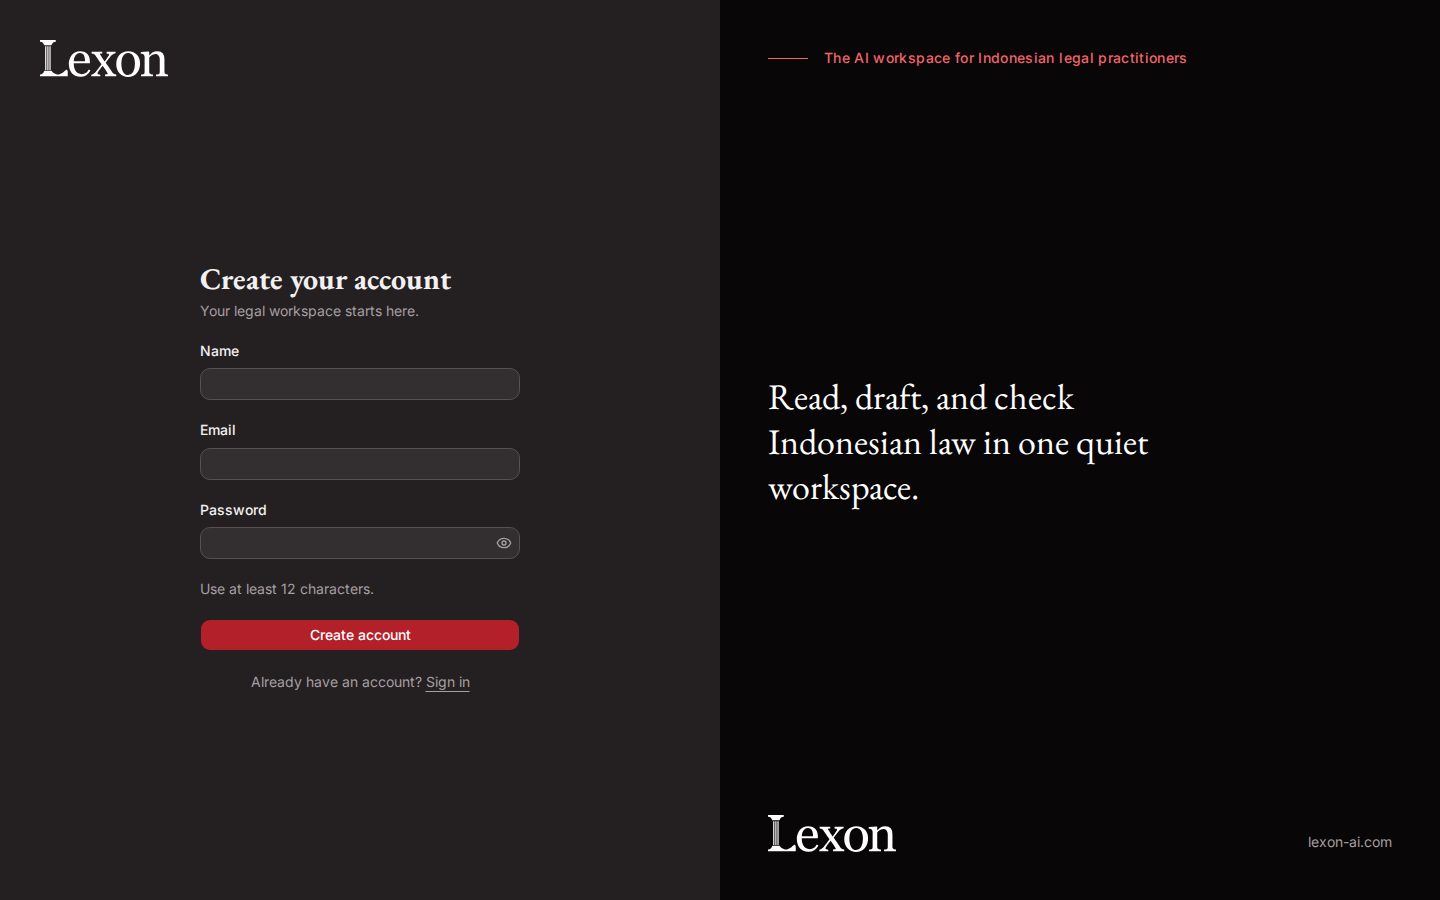 Lexon
Create your account
Your legal workspace starts here.
Name
Email
Password
Use at least 12 characters.
Create account
Already have an account? Sign in
The AI workspace for Indonesian legal practitioners
Read, draft, and check
Indonesian law in one quiet
workspace.
Lexon
lexon-ai.com